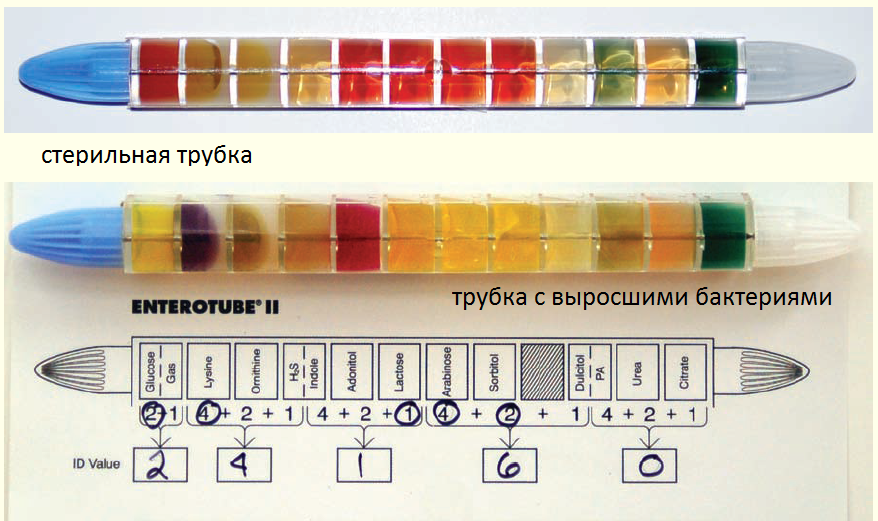 стерильная трубка
трубка с выросшими бактериями
ENTEROTUBE® II
Glucose Gas Lysine Ornithine H₂S Indole Adonitol Lactose Arabinose Sorbitol Dulcitol PA Urea Citrate
2+1 4 + 2 + 1 4 + 2 + 1 4 + 2 + 1 4 + 2 + 1
ID Value 2 4 1 6 0